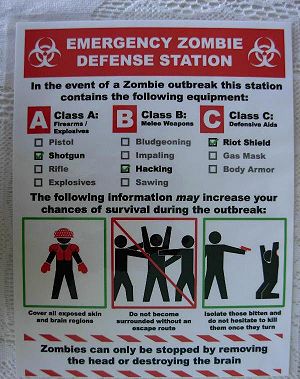 EMERGENCY ZOMBIE
DEFENSE STATION
In the event of a Zombie outbreak this station
contains the following equipment:
A Class A:
Firearms /
Explosives
Pistol
Shotgun
Rifle
Explosives
B Class B:
Melee Weapons
Bludgeoning
Impaling
Hacking
Sawing
C Class C:
Defensive Aids
Riot Shield
Gas Mask
Body Armor
The following information may increase your
chances of survival during the outbreak:
Cover all exposed skin
and brain regions
Do not become
surrounded without an
escape route
Isolate those bitten and
do not hesitate to kill
them once they turn
Zombies can only be stopped by removing
the head or destroying the brain